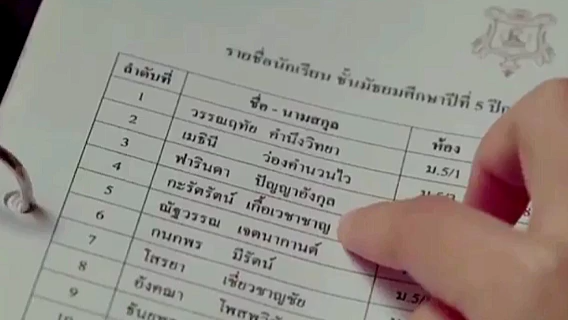 รายชื่อนักเรียน ชั้นมัธยมศึกษาปีที่ 5
ลำดับที่ ชื่อ - นามสกุล ห้อง
1 วรรณฤทัย คำนึงวิทยา ม.5/1
2 เมธินี ว่องคำนวนไว
3 ฟารินดา ปัญญาอังกุล
4 กะรัตรัตน์ เกื้อเวชาชาญ
5 ณัฐวรรณ เจตนากานต์
6 กนกพร มีรัตน์
7 โสรยา เชี่ยวชาญชัย
8 อังคณา
9
10